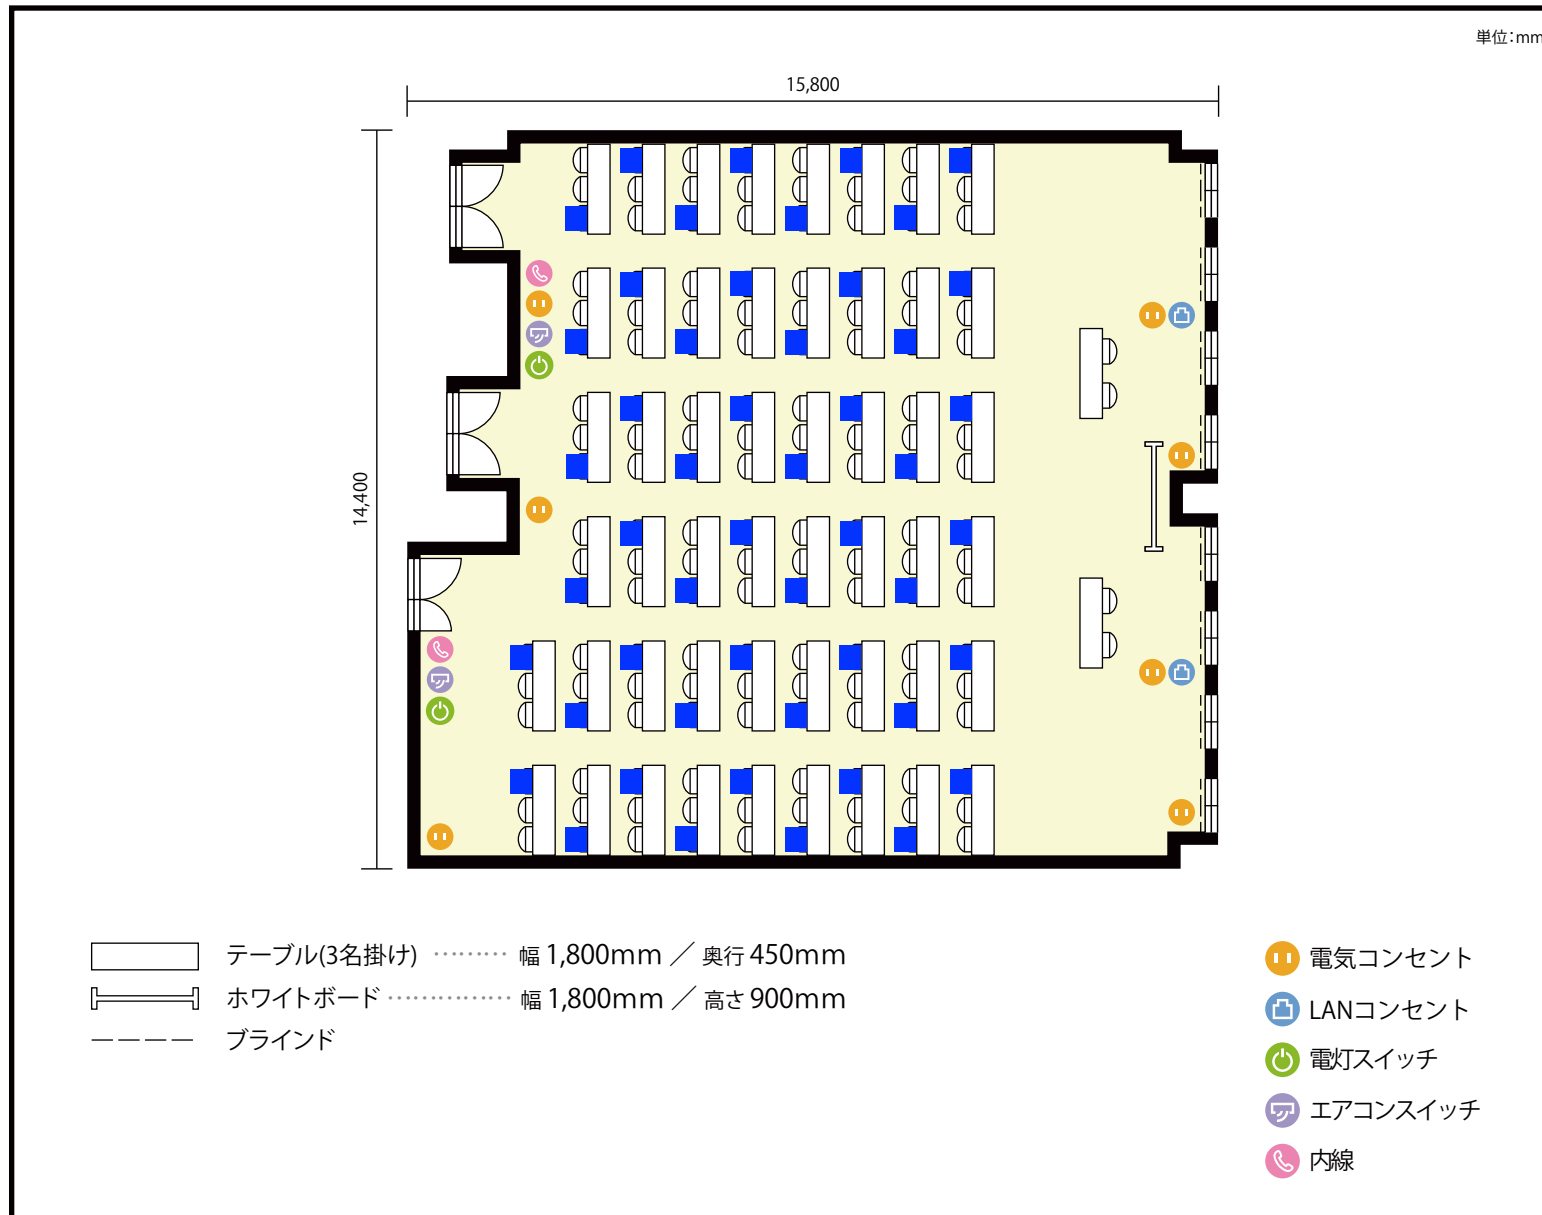 単位:mm
15,800
14,400
テーブル(3名掛け) ……… 幅 1,800mm ／ 奥行 450mm
ホワイトボード …………… 幅 1,800mm ／ 高さ 900mm
ブラインド
電気コンセント
LANコンセント
電灯スイッチ
エアコンスイッチ
内線